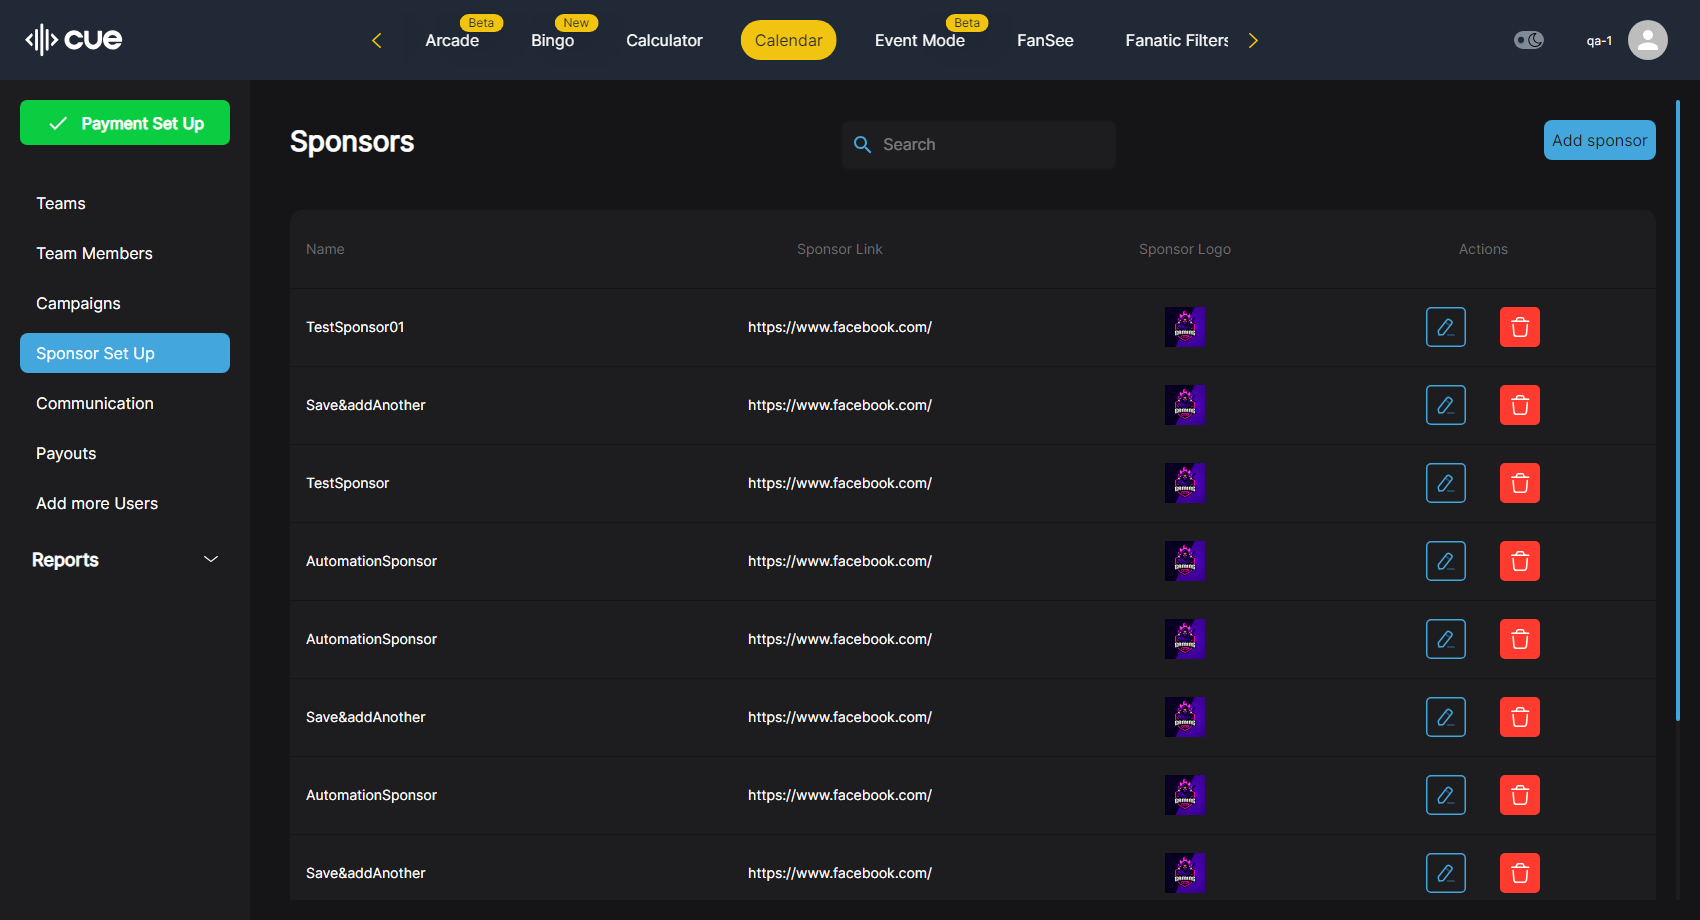 cue
Arcade
Beta
Bingo
New
Calculator
Calendar
Event Mode
Beta
FanSee
Fanatic Filters
qa-1
Payment Set Up
Teams
Team Members
Campaigns
Sponsor Set Up
Communication
Payouts
Add more Users
Reports
Sponsors
Search
Add sponsor
Name Sponsor Link Sponsor Logo Actions
TestSponsor01 https://www.facebook.com/
Save&addAnother https://www.facebook.com/
TestSponsor https://www.facebook.com/
AutomationSponsor https://www.facebook.com/
AutomationSponsor https://www.facebook.com/
Save&addAnother https://www.facebook.com/
AutomationSponsor https://www.facebook.com/
Save&addAnother https://www.facebook.com/